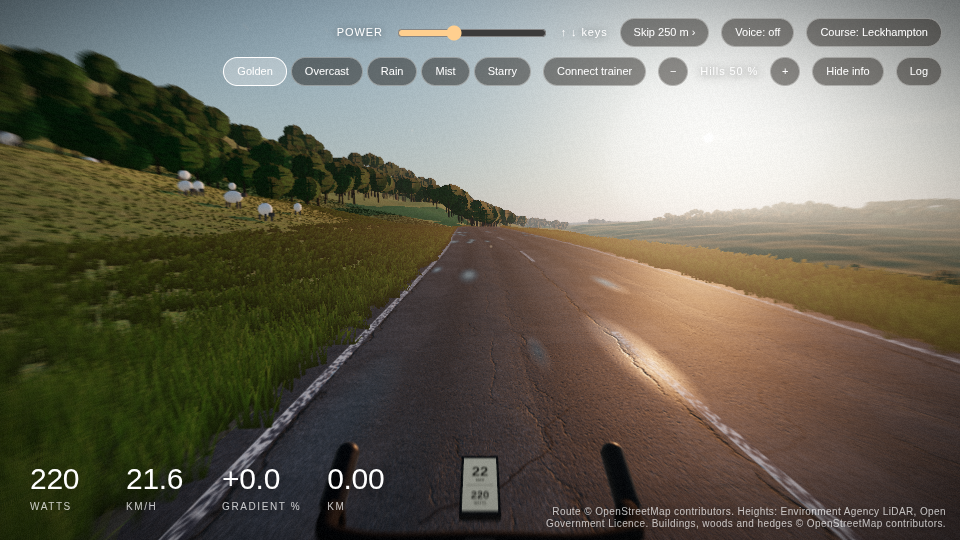 POWER ↑ ↓ keys Skip 250 m › Voice: off Course: Leckhampton
Golden Overcast Rain Mist Starry Connect trainer − Hills 50 % + Hide info Log
22
220
220 21.6 +0.0 0.00
WATTS KM/H GRADIENT % KM
Route © OpenStreetMap contributors. Heights: Environment Agency LiDAR, Open
Government Licence. Buildings, woods and hedges © OpenStreetMap contributors.